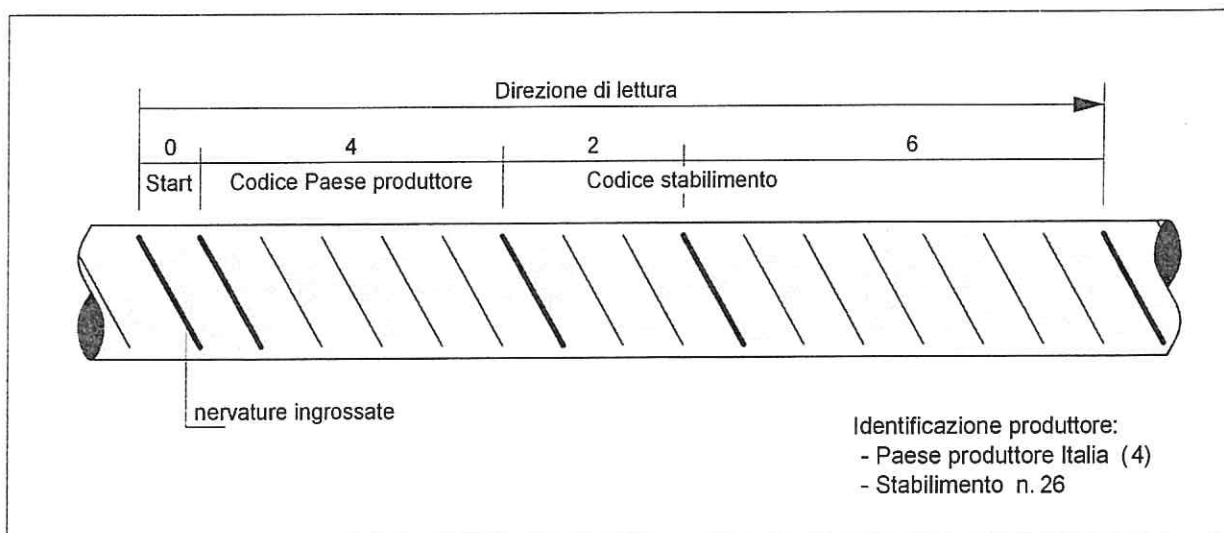 Direzione di lettura
0 4 2 6
Start Codice Paese produttore Codice stabilimento
nervature ingrossate
Identificazione produttore:
- Paese produttore Italia (4)
- Stabilimento n. 26